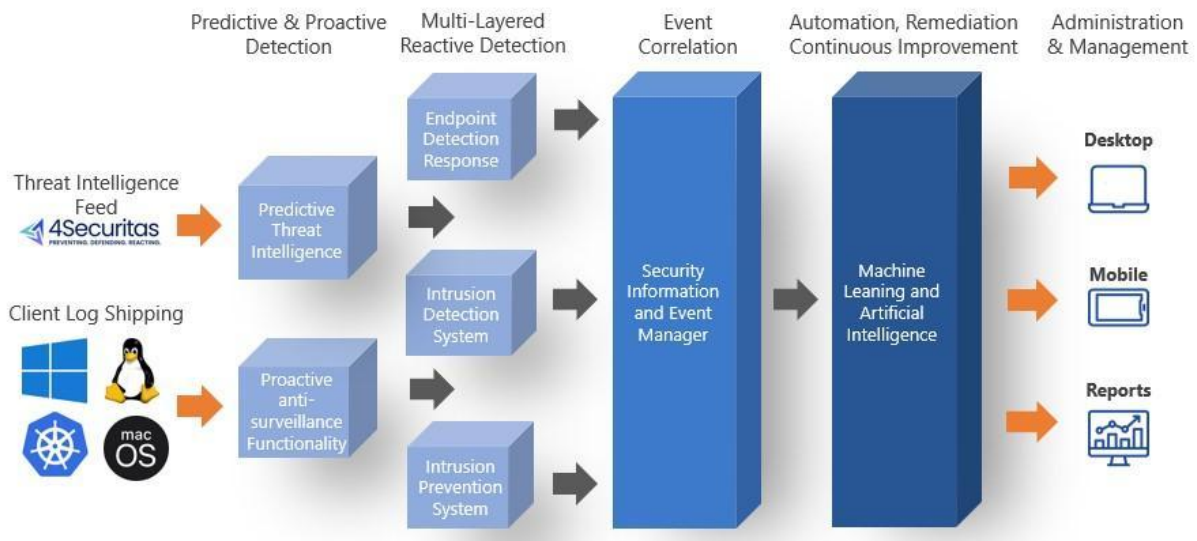 Predictive & Proactive
Detection
Multi-Layered
Reactive Detection
Event
Correlation
Automation, Remediation
Continuous Improvement
Administration
& Management
Threat Intelligence
Feed
4Securitas
PREVENTING. DEFENDING. REACTING.
Client Log Shipping
mac
OS
Predictive
Threat
Intelligence
Proactive
anti-
surveillance
Functionality
Endpoint
Detection
Response
Intrusion
Detection
System
Intrusion
Prevention
System
Security
Information
and Event
Manager
Machine
Leaning and
Artificial
Intelligence
Desktop
Mobile
Reports